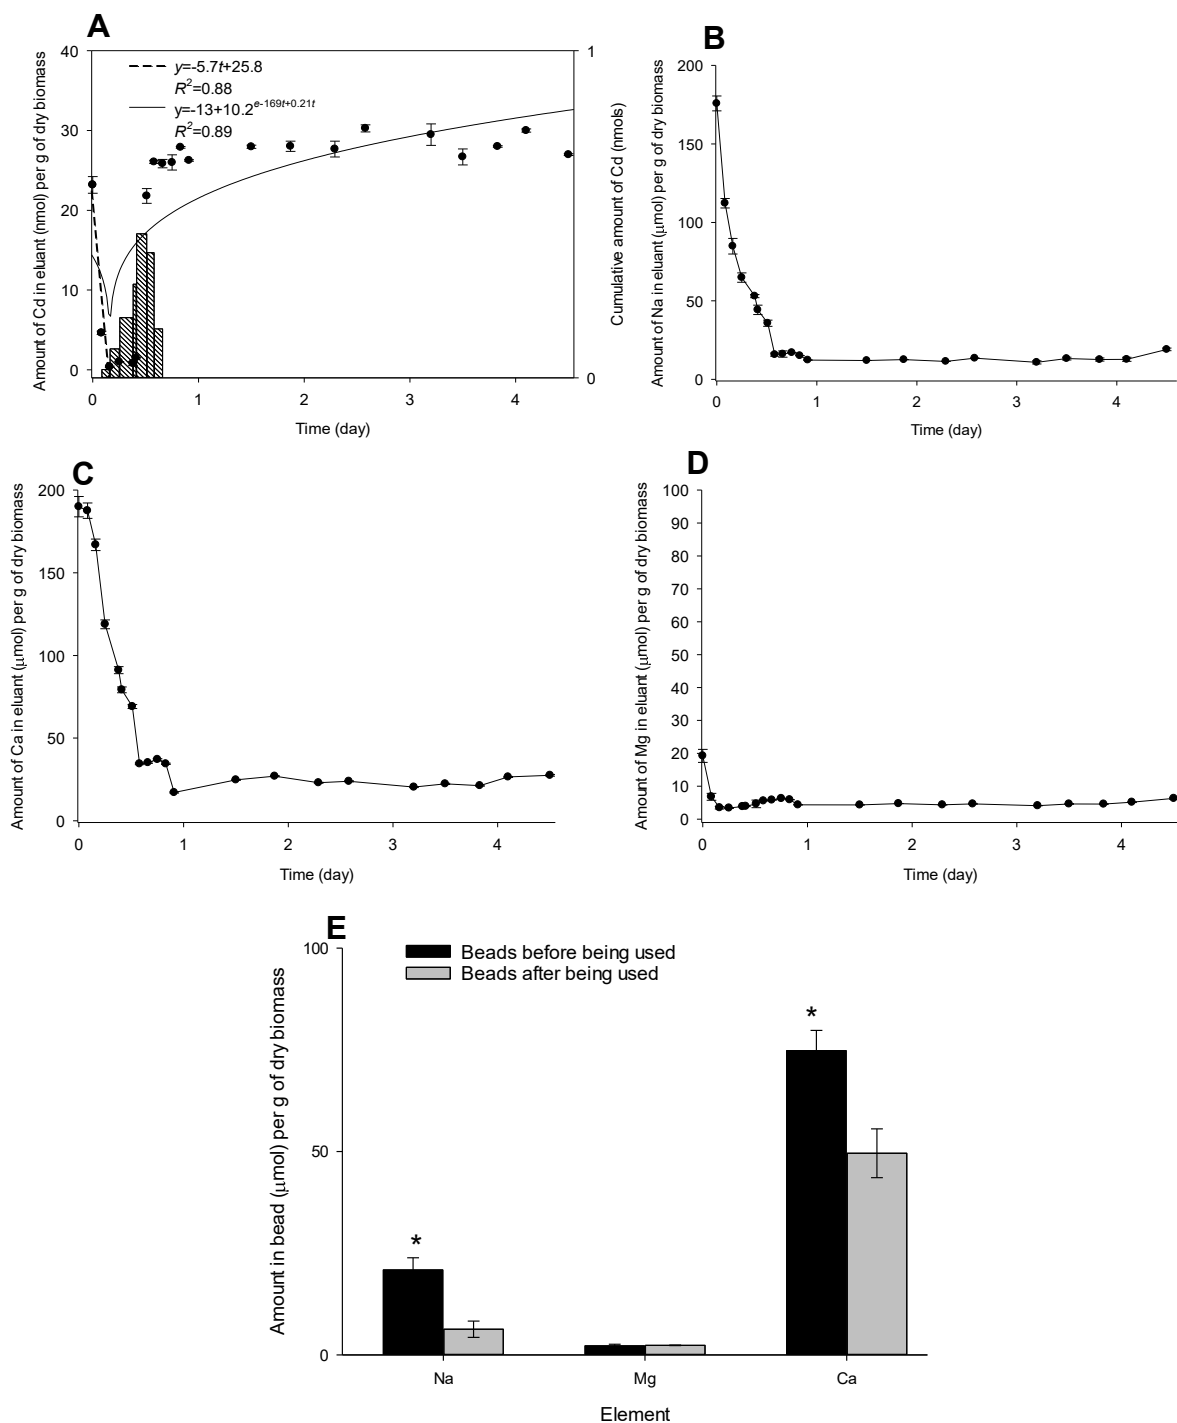 A
40
30
20
10
0
Amount of Cd in eluant (nmol) per g of dry biomass
y=-5.7t+25.8
R²=0.88
y=-13+10.2^e-169t+0.21t
R²=0.89
1
0
Cumulative amount of Cd (nmols)
0 1 2 3 4
Time (day)
B
200
150
100
50
0
Amount of Na in eluant (μmol) per g of dry biomass
0 1 2 3 4
Time (day)
C
200
150
100
50
0
Amount of Ca in eluant (μmol) per g of dry biomass
0 1 2 3 4
Time (day)
D
100
90
80
70
60
50
40
30
20
10
0
Amount of Mg in eluant (μmol) per g of dry biomass
0 1 2 3 4
Time (day)
E
100
50
0
Amount in bead (μmol) per g of dry biomass
Beads before being used
Beads after being used
*
*
Na Mg Ca
Element